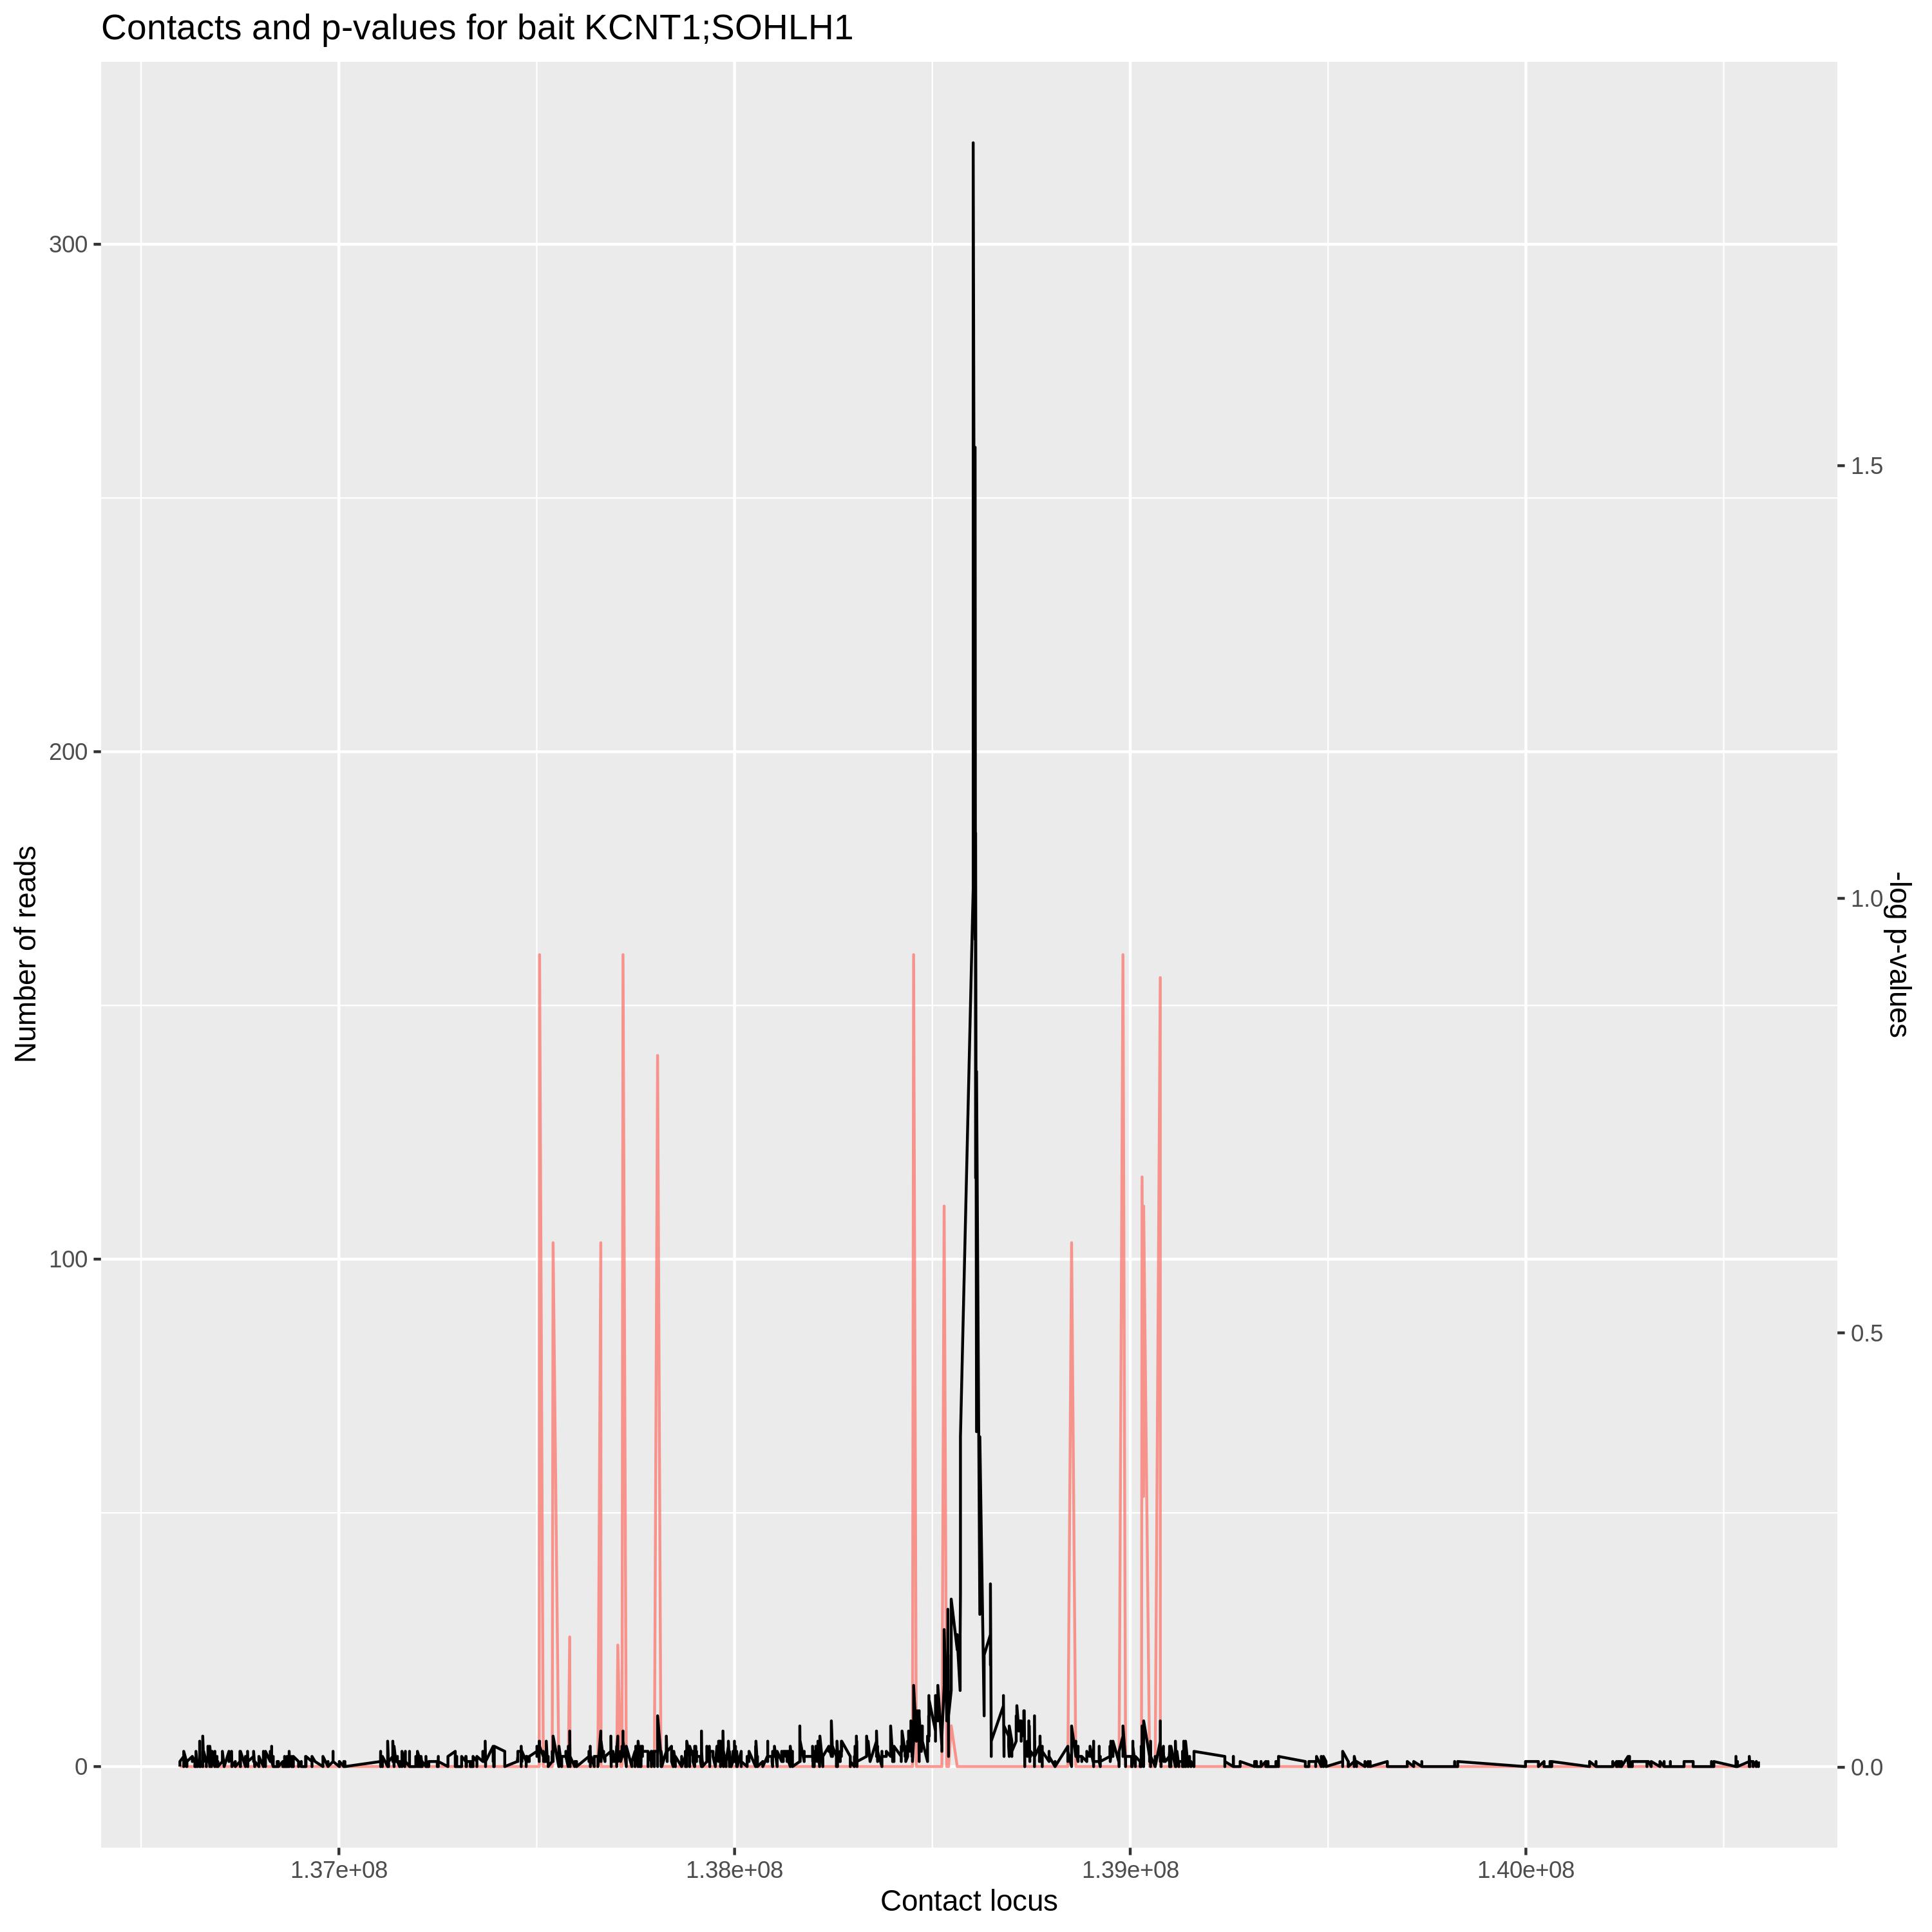 Contacts and p-values for bait KCNT1;SOHLH1
300
200
100
0
Number of reads
1.5
1.0
0.5
0.0
-log p-values
1.37e+08 1.38e+08 1.39e+08 1.40e+08
Contact locus